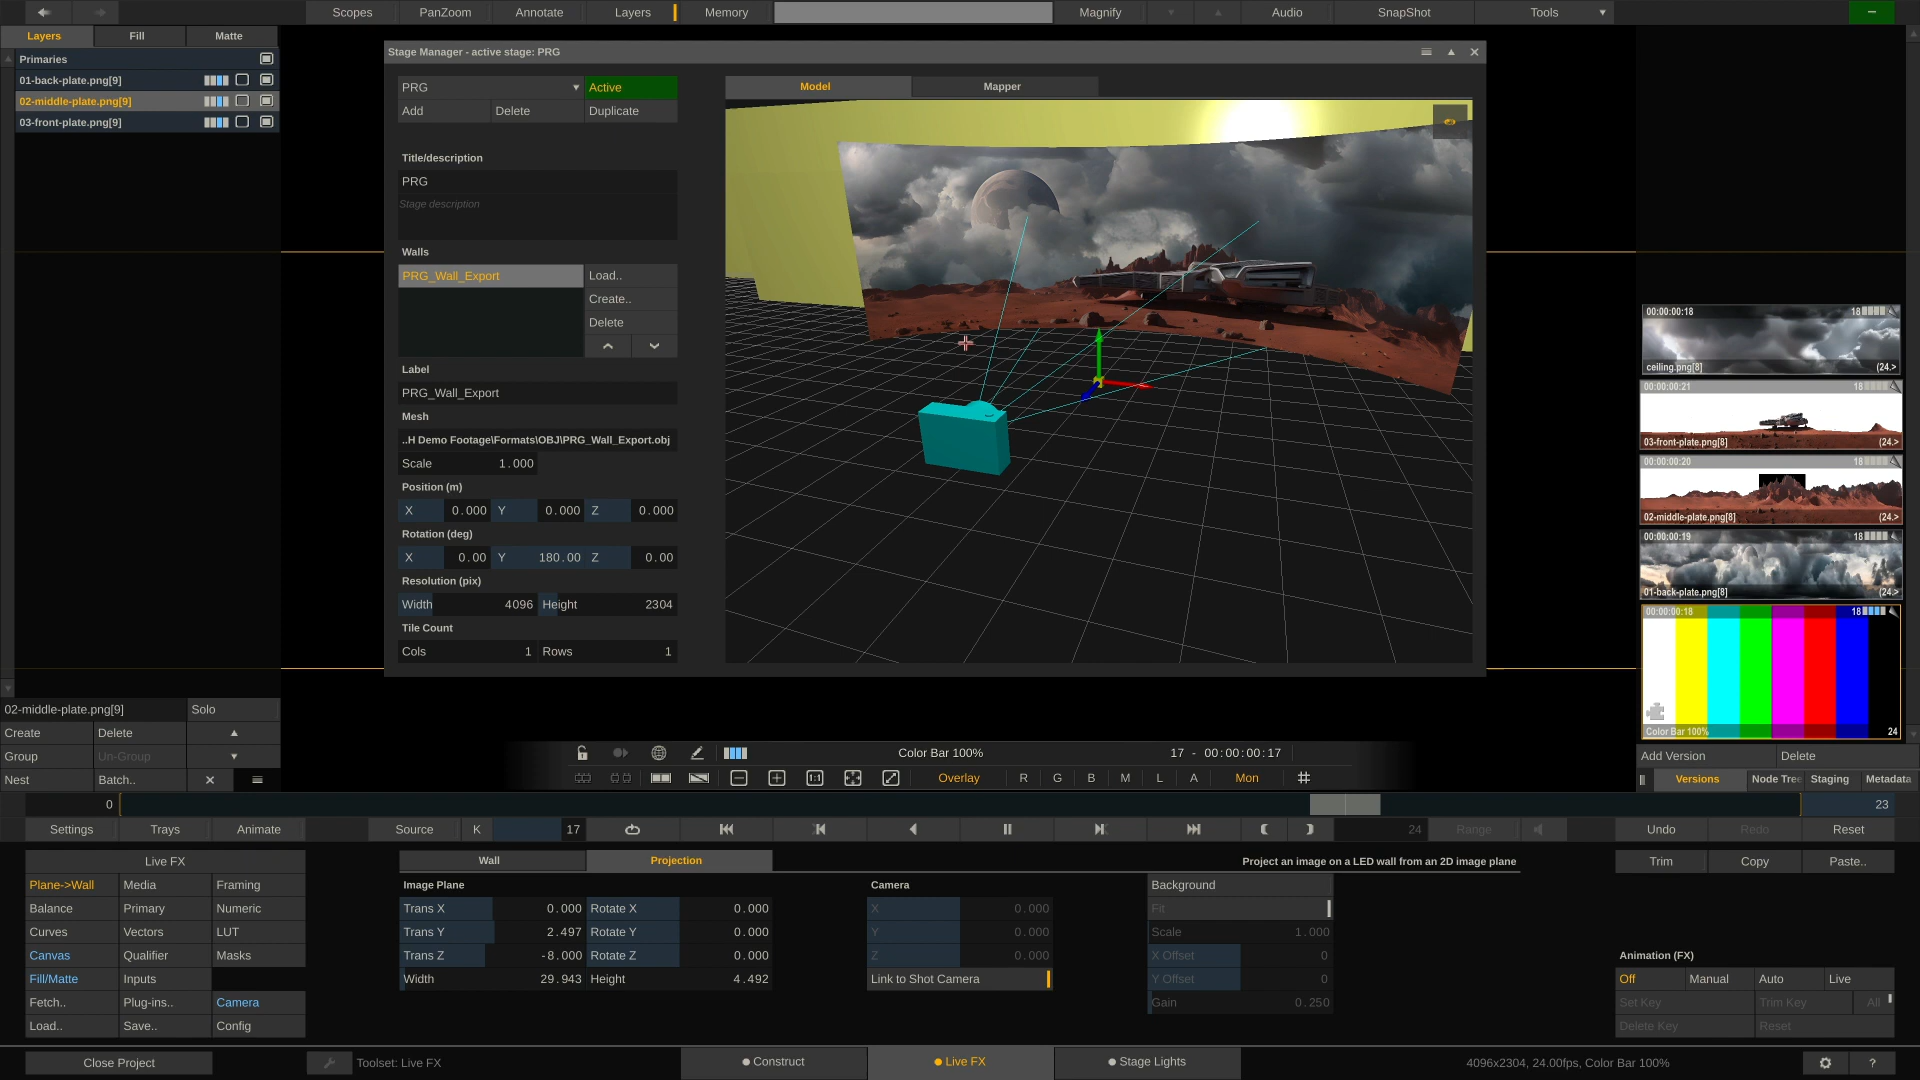 Scopes PanZoom Annotate Layers Memory Magnify Audio SnapShot Tools
Layers Fill Matte
Primaries
01-back-plate.png[9]
02-middle-plate.png[9]
03-front-plate.png[9]
Stage Manager - active stage: PRG
PRG Active
Add Delete Duplicate
Title/description
PRG
Stage description
Walls
PRG_Wall_Export Load..
Create..
Delete
Label
PRG_Wall_Export
Mesh
..H Demo Footage\Formats\OBJ\PRG_Wall_Export.obj
Scale 1.000
Position (m)
X 0.000 Y 0.000 Z 0.000
Rotation (deg)
X 0.00 Y 180.00 Z 0.00
Resolution (pix)
Width 4096 Height 2304
Tile Count
Cols 1 Rows 1
Model Mapper
00:00:00:18 18
ceiling.png[8] (24.>
00:00:00:21 18
03-front-plate.png[8] (24.>
00:00:00:20 18
02-middle-plate.png[8] (24.>
00:00:00:19 18
01-back-plate.png[8] (24.>
00:00:00:18 18
Color Bar 100% 24
Add Version Delete
Versions Node Tree Staging Metadata
02-middle-plate.png[9] Solo
Create Delete
Group Un-Group
Nest Batch..
Color Bar 100% 17 - 00:00:00:17
1:1 Overlay R G B M L A Mon
0 23
Settings Trays Animate Source K 17 24 Range Undo Redo Reset
Live FX
Plane->Wall Media Framing
Balance Primary Numeric
Curves Vectors LUT
Canvas Qualifier Masks
Fill/Matte Inputs
Fetch.. Plug-ins.. Camera
Load.. Save.. Config
Wall Projection Project an image on a LED wall from an 2D image plane
Image Plane
Trans X 0.000 Rotate X 0.000
Trans Y 2.497 Rotate Y 0.000
Trans Z -8.000 Rotate Z 0.000
Width 29.943 Height 4.492
Camera
X 0.000
Y 0.000
Z 0.000
Link to Shot Camera
Background
Fit
Scale 1.000
X Offset 0
Y Offset 0
Gain 0.250
Trim Copy Paste..
Animation (FX)
Off Manual Auto Live
Set Key Trim Key All
Delete Key Reset
Close Project Toolset: Live FX Construct Live FX Stage Lights 4096x2304, 24.00fps, Color Bar 100% ?